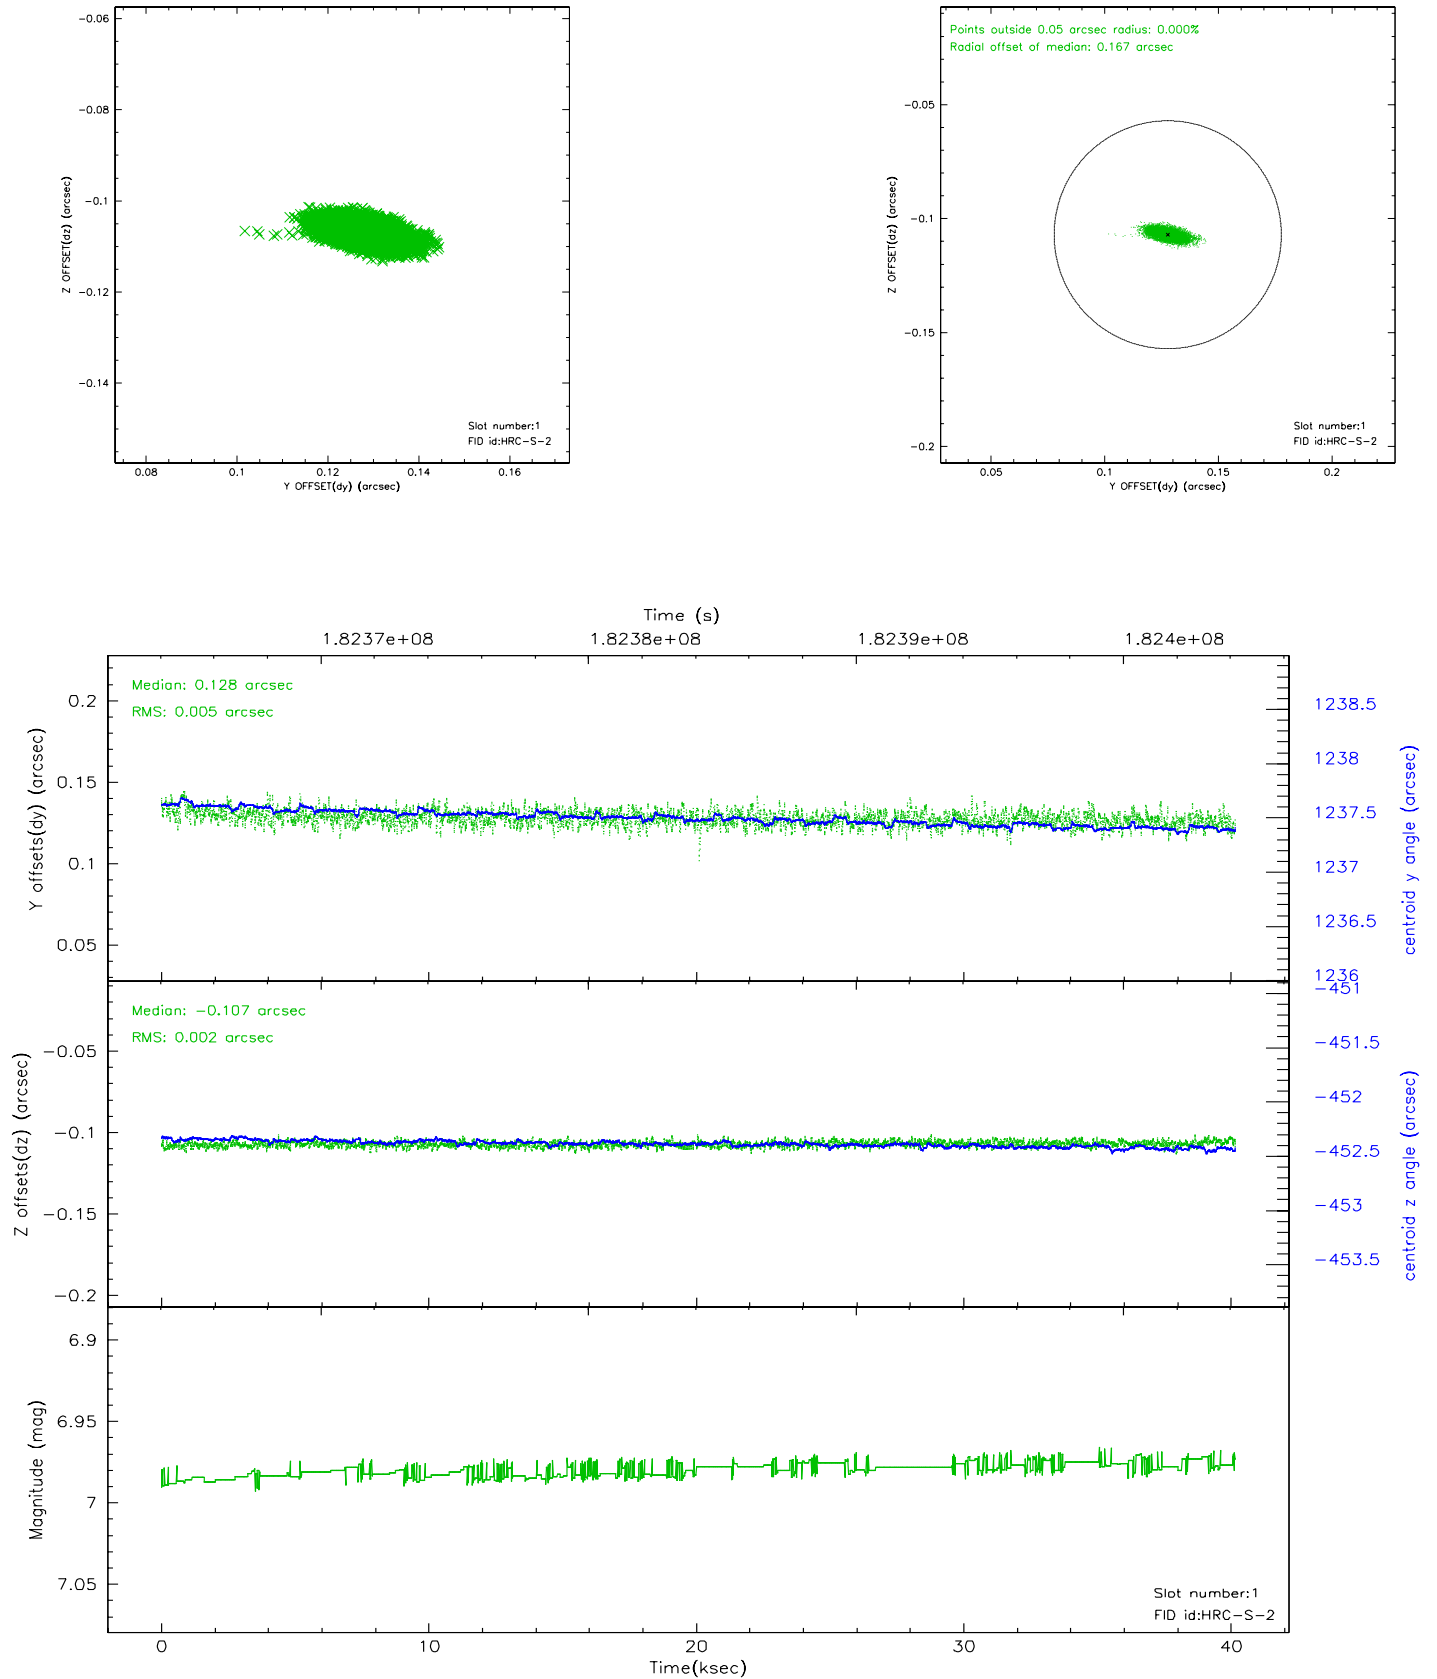 -0.06
-0.08
-0.1
-0.12
-0.14
Z OFFSET(dz) (arcsec)
Slot number:1
FID id:HRC-S-2
0.08 0.1 0.12 0.14 0.16
Y OFFSET(dy) (arcsec)
Points outside 0.05 arcsec radius: 0.000%
Radial offset of median: 0.167 arcsec
-0.05
-0.1
-0.15
-0.2
Z OFFSET(dz) (arcsec)
Slot number:1
FID id:HRC-S-2
0.05 0.1 0.15 0.2
Y OFFSET(dy) (arcsec)
Time (s)
1.8237e+08 1.8238e+08 1.8239e+08 1.824e+08
Median: 0.128 arcsec
RMS: 0.005 arcsec
0.2
0.15
0.1
0.05
Y offsets(dy) (arcsec)
1238.5
1238
1237.5
1237
1236.5
1236
centroid y angle (arcsec)
Median: -0.107 arcsec
RMS: 0.002 arcsec
-0.05
-0.1
-0.15
-0.2
Z offsets(dz) (arcsec)
-451
-451.5
-452
-452.5
-453
-453.5
centroid z angle (arcsec)
6.9
6.95
7
7.05
Magnitude (mag)
Slot number:1
FID id:HRC-S-2
0 10 20 30 40
Time(ksec)